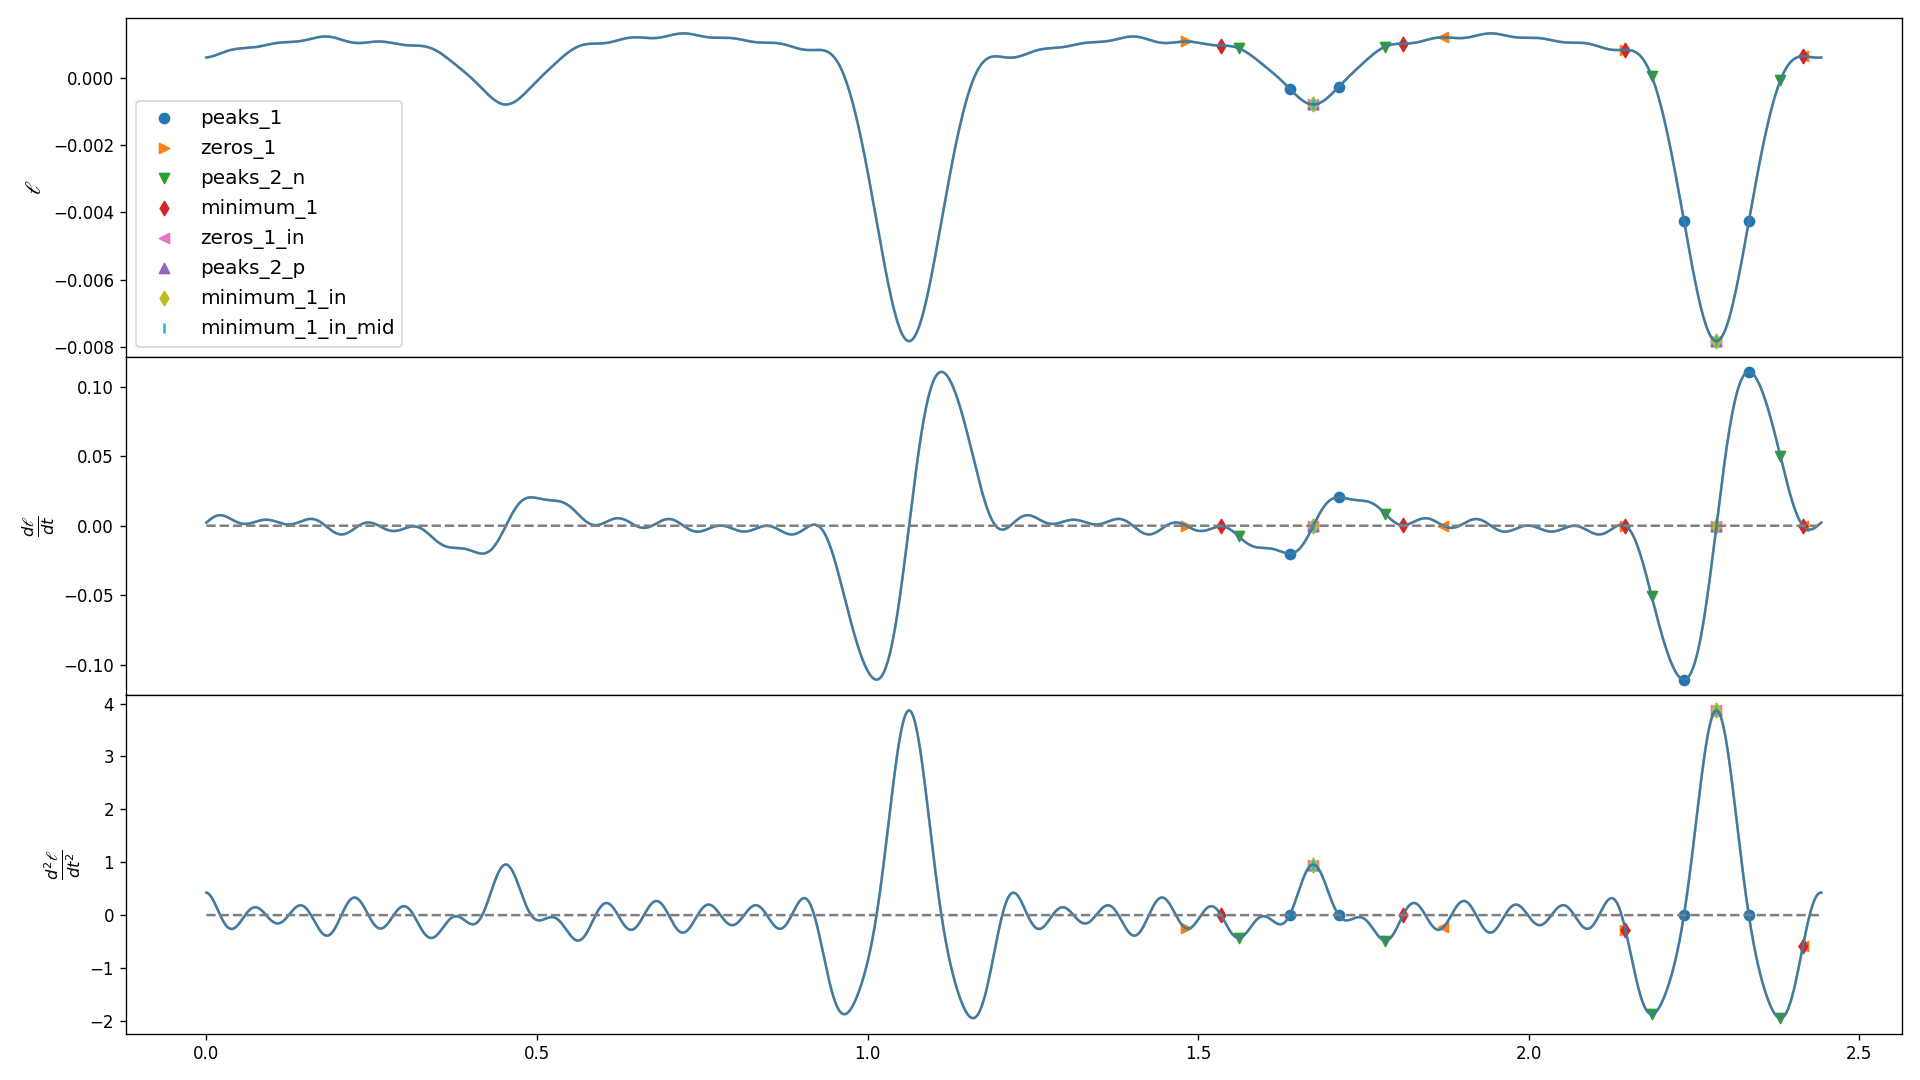 0.000
−0.002
−0.004
−0.006
−0.008
ℓ
peaks_1
zeros_1
peaks_2_n
minimum_1
zeros_1_in
peaks_2_p
minimum_1_in
minimum_1_in_mid
0.10
0.05
0.00
−0.05
−0.10
dℓ
dt
4
3
2
1
0
−1
−2
d²ℓ
dt²
0.0 0.5 1.0 1.5 2.0 2.5